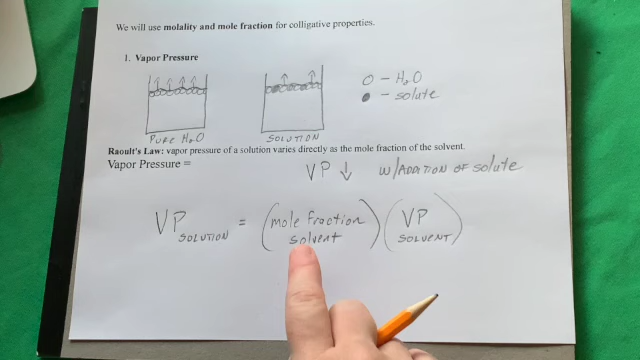 We will use molality and mole fraction for colligative properties.
1. Vapor Pressure
○ - H2O
● - solute
PURE H2O
SOLUTION
Raoult's Law: vapor pressure of a solution varies directly as the mole fraction of the solvent.
Vapor Pressure =
VP ↓ w/ADDITION OF solute
VP SOLUTION = (mole fraction solvent) (VP SOLVENT)